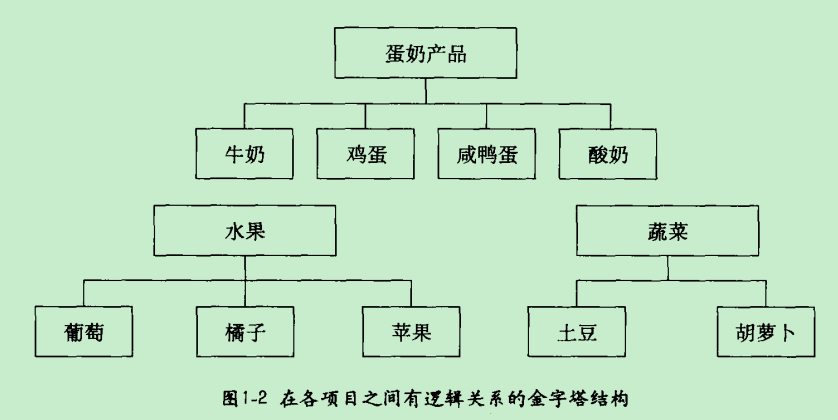 蛋奶产品
牛奶 鸡蛋 咸鸭蛋 酸奶
水果 蔬菜
葡萄 橘子 苹果 土豆 胡萝卜
图1-2 在各项目之间有逻辑关系的金字塔结构